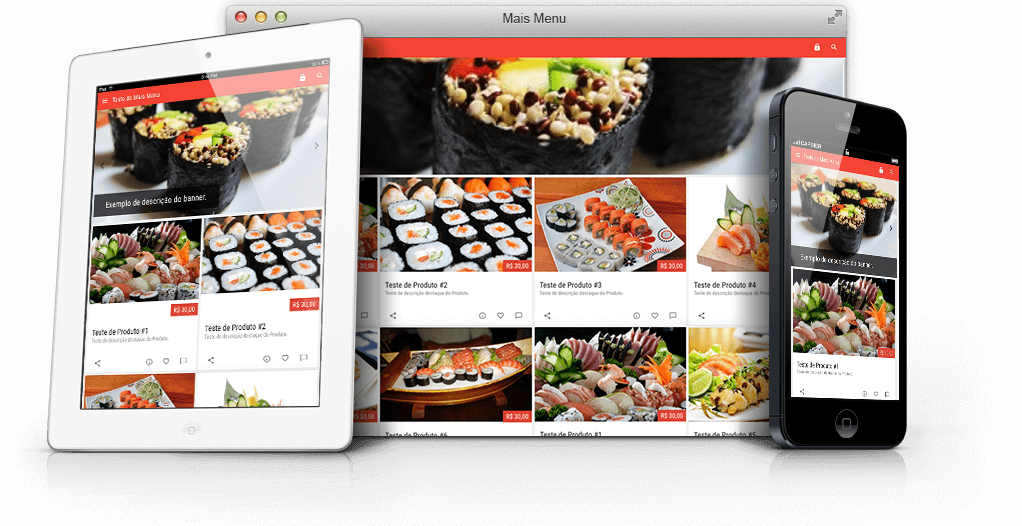 Mais Menu
Teste do Mais Menu
Exemplo de descrição do banner.
R$ 30,00
Teste de Produto #1
Teste de descrição destaque do Produto.
R$ 30,00
Teste de Produto #2
Teste de descrição destaque do Produto.
R$ 30,00
Teste de Produto #2
Teste de descrição destaque do Produto.
R$ 30,00
Teste de Produto #3
Teste de descrição destaque do Produto.
Teste de Produto #4
Teste de descrição destaque do
R$ 30,00
Teste de Produto #6
R$ 30,00
Teste de Produto #1
Teste de Produto #5
CARRIER
Teste do Mais Menu
Exemplo de descrição do banner.
R$ 30,00
Teste de Produto #1
Teste de descrição destaque do Produto.